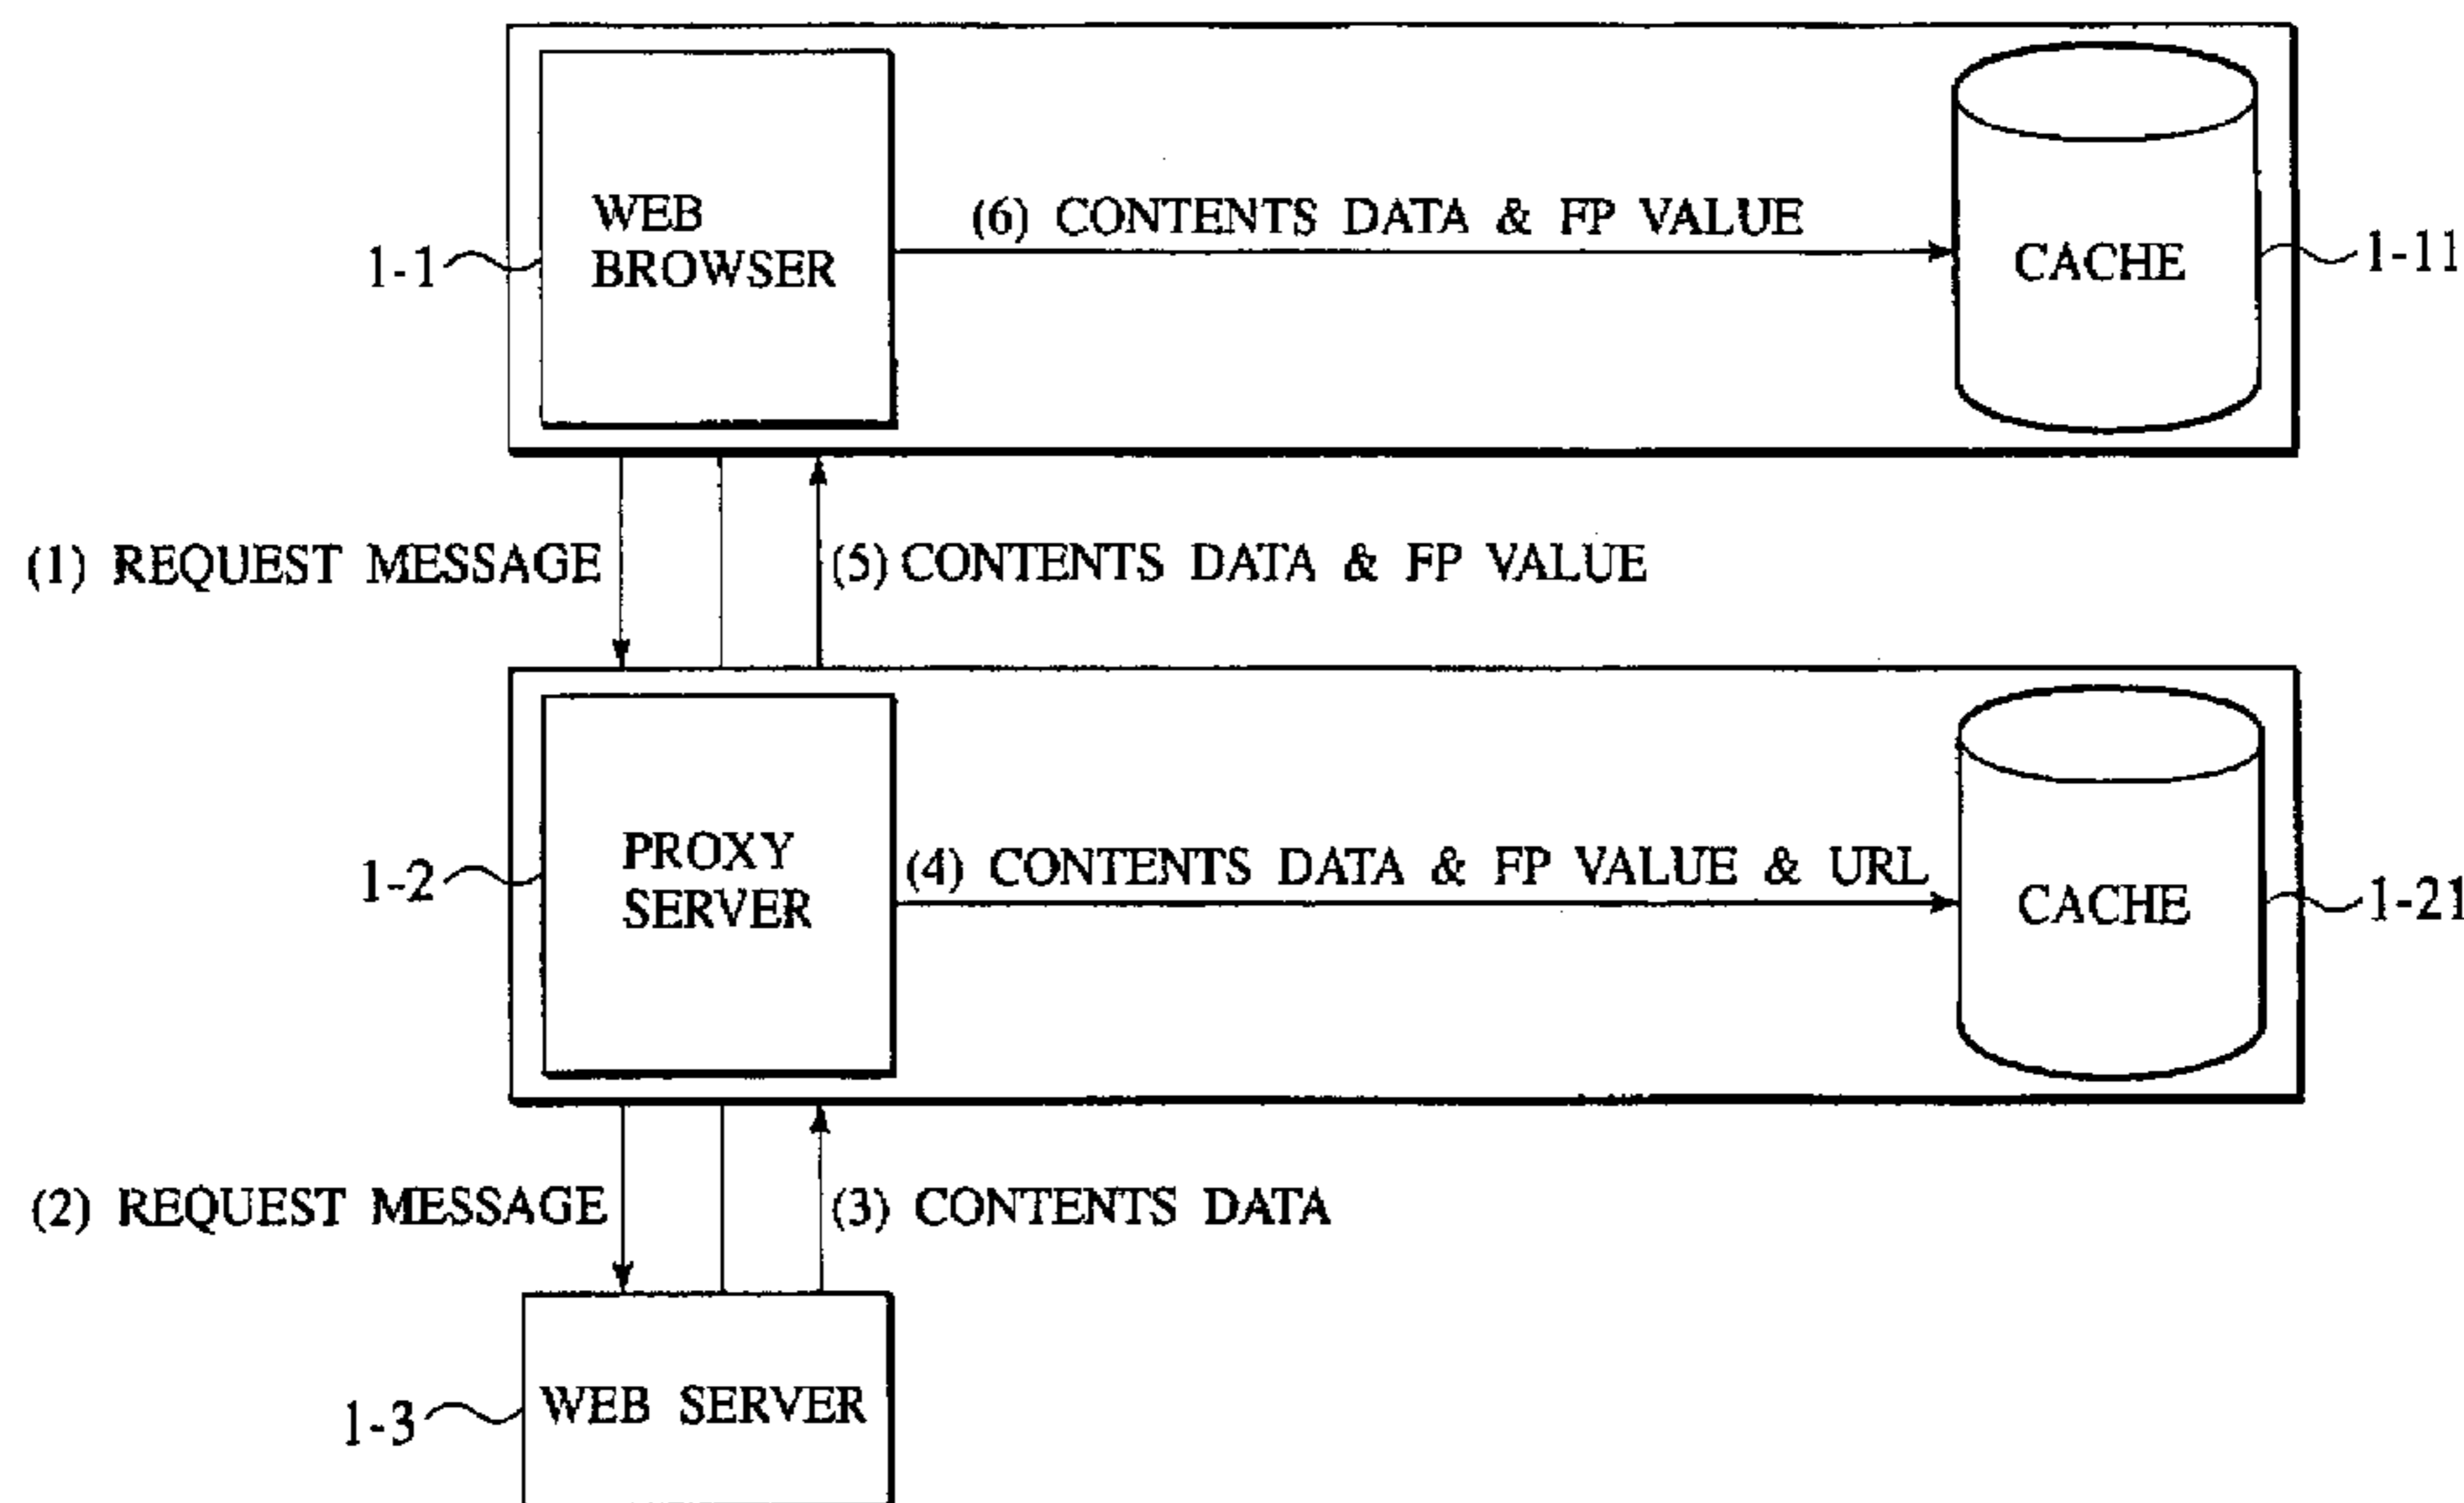 WEB
BROWSER
(6) CONTENTS DATA & FP VALUE
CACHE
1-1
1-11
(1) REQUEST MESSAGE
(5) CONTENTS DATA & FP VALUE
PROXY
SERVER
(4) CONTENTS DATA & FP VALUE & URL
CACHE
1-2
1-21
(2) REQUEST MESSAGE
(3) CONTENTS DATA
WEB SERVER
1-3